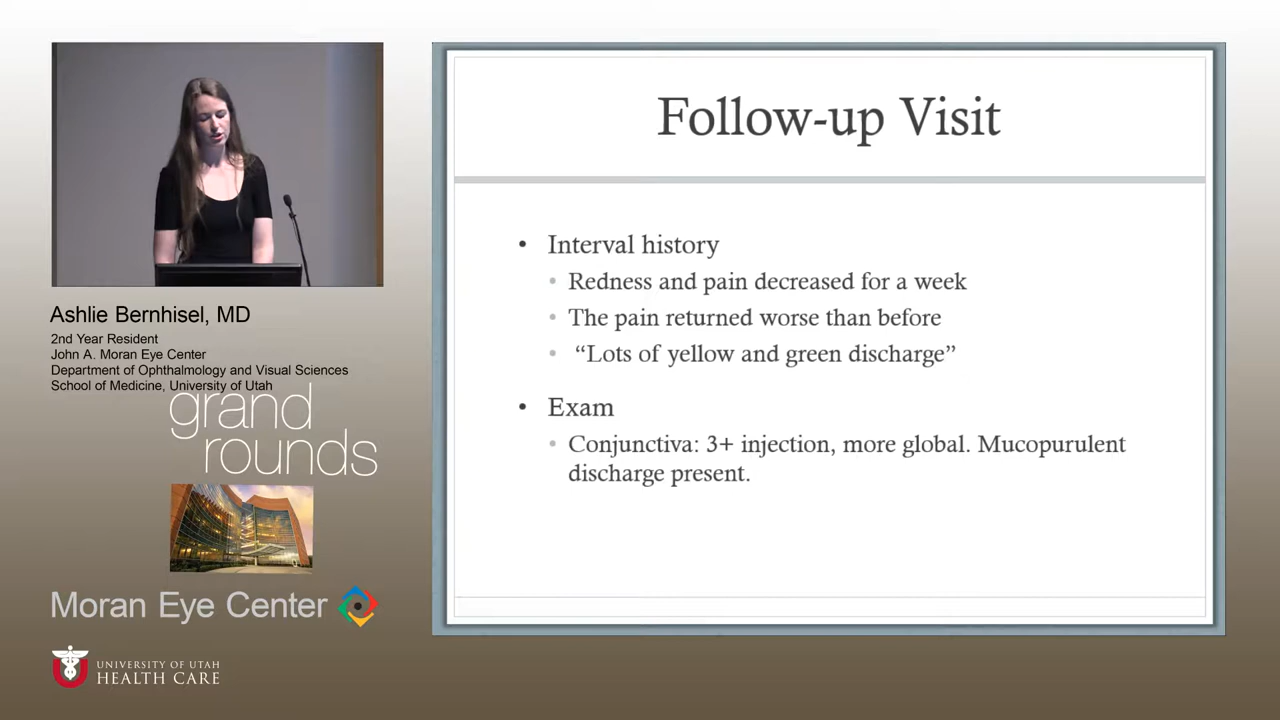 Follow-up Visit
• Interval history
• Redness and pain decreased for a week
• The pain returned worse than before
• “Lots of yellow and green discharge”
• Exam
• Conjunctiva: 3+ injection, more global. Mucopurulent
discharge present.
Ashlie Bernhisel, MD
2nd Year Resident
John A. Moran Eye Center
Department of Ophthalmology and Visual Sciences
School of Medicine, University of Utah
grand
rounds
Moran Eye Center
UNIVERSITY OF UTAH
HEALTH CARE